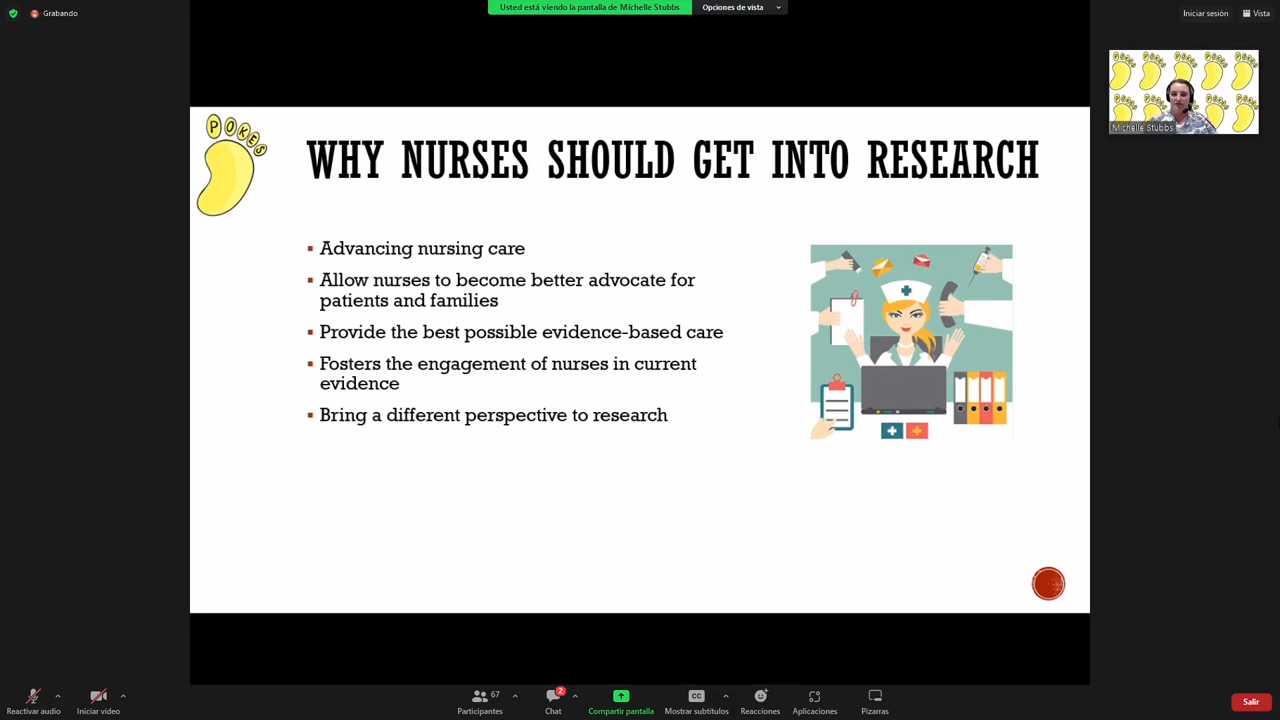 Grabando
Usted está viendo la pantalla de Michelle Stubbs
Opciones de vista
Iniciar sesión
Vista
POKES
WHY NURSES SHOULD GET INTO RESEARCH
Michelle Stubbs
Advancing nursing care
Allow nurses to become better advocate for
patients and families
Provide the best possible evidence-based care
Fosters the engagement of nurses in current
evidence
Bring a different perspective to research
Reactivar audio
Iniciar video
67
Participantes
2
Chat
Compartir pantalla
CC
Mostrar subtítulos
Reacciones
Aplicaciones
Pizarras
Salir